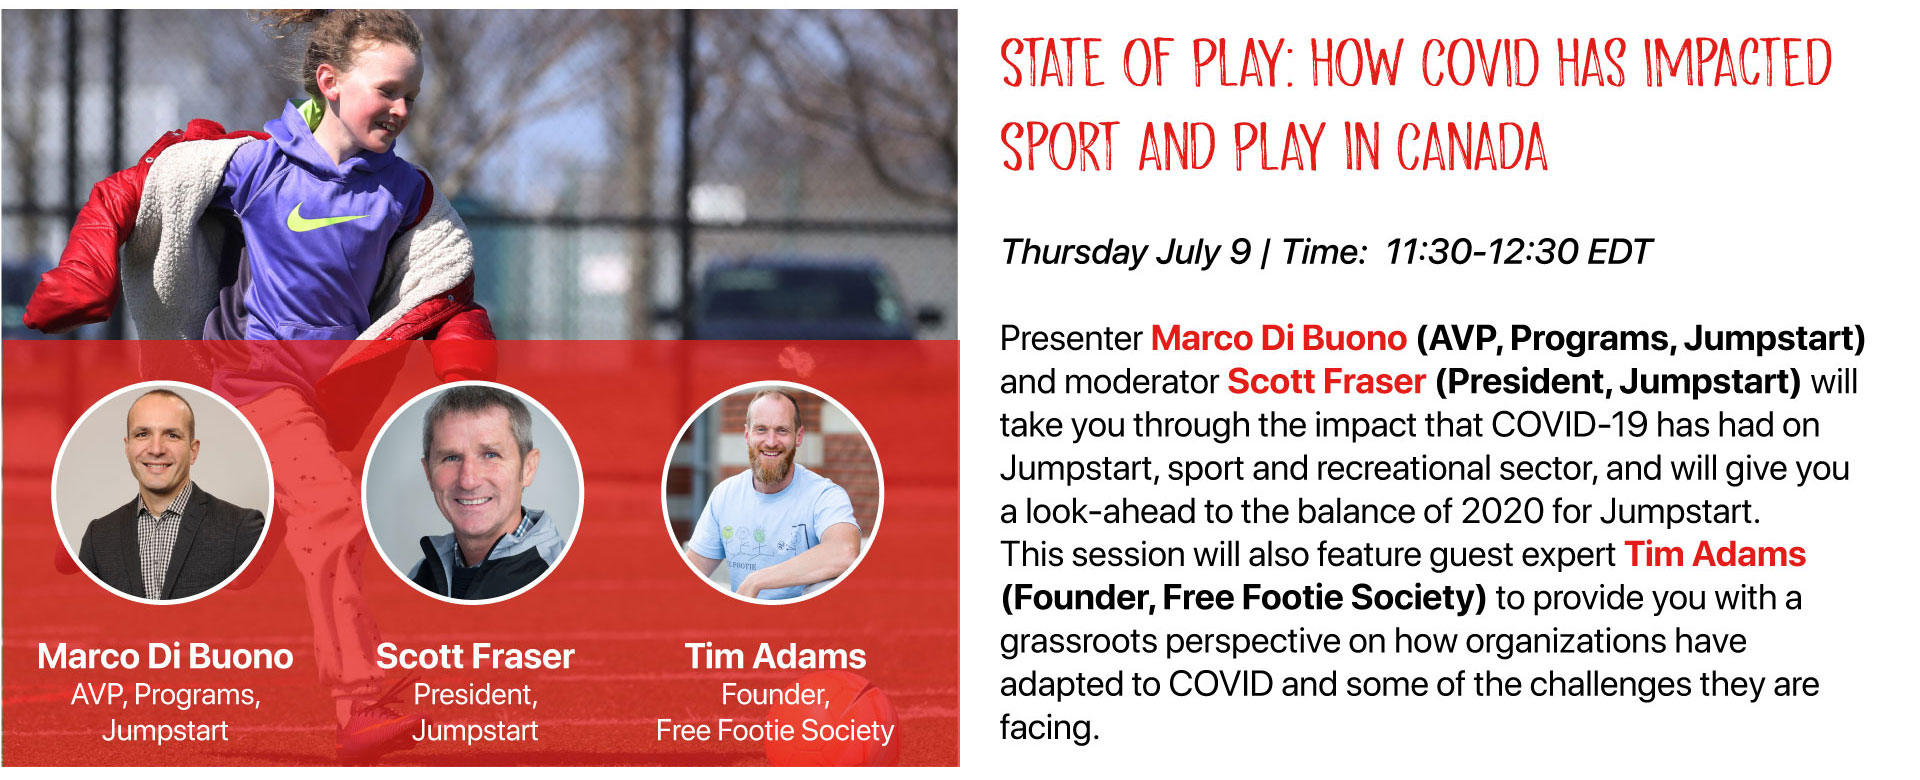 STATE OF PLAY: HOW COVID HAS IMPACTED
SPORT AND PLAY IN CANADA
Thursday July 9 | Time: 11:30-12:30 EDT
Presenter Marco Di Buono (AVP, Programs, Jumpstart)
and moderator Scott Fraser (President, Jumpstart) will
take you through the impact that COVID-19 has had on
Jumpstart, sport and recreational sector, and will give you
a look-ahead to the balance of 2020 for Jumpstart.
This session will also feature guest expert Tim Adams
(Founder, Free Footie Society) to provide you with a
grassroots perspective on how organizations have
adapted to COVID and some of the challenges they are
facing.
Marco Di Buono
AVP, Programs,
Jumpstart
Scott Fraser
President,
Jumpstart
Tim Adams
Founder,
Free Footie Society